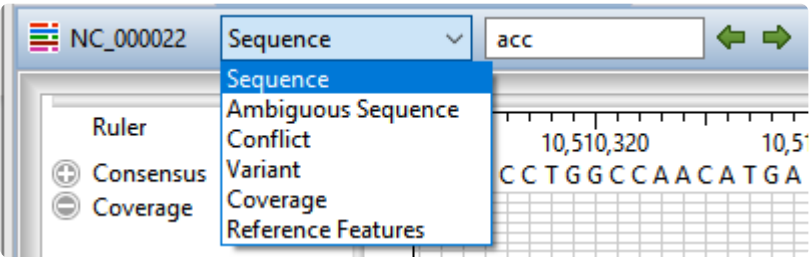 NC_000022 Sequence acc
Sequence
Ambiguous Sequence
Conflict
Variant
Coverage
Reference Features
Ruler 10,510,320 10,51
Consensus C C T G G C C A A C A T G A
Coverage